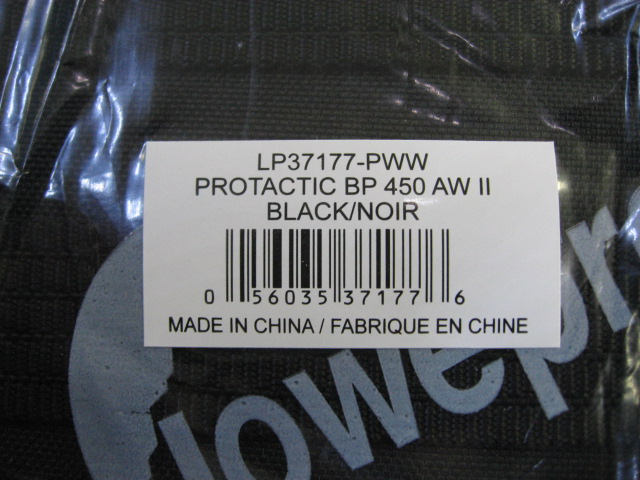 LP37177-PWW
PROTACTIC BP 450 AW II
BLACK/NOIR
0 56035 37177 6
MADE IN CHINA / FABRIQUE EN CHINE
lowepr